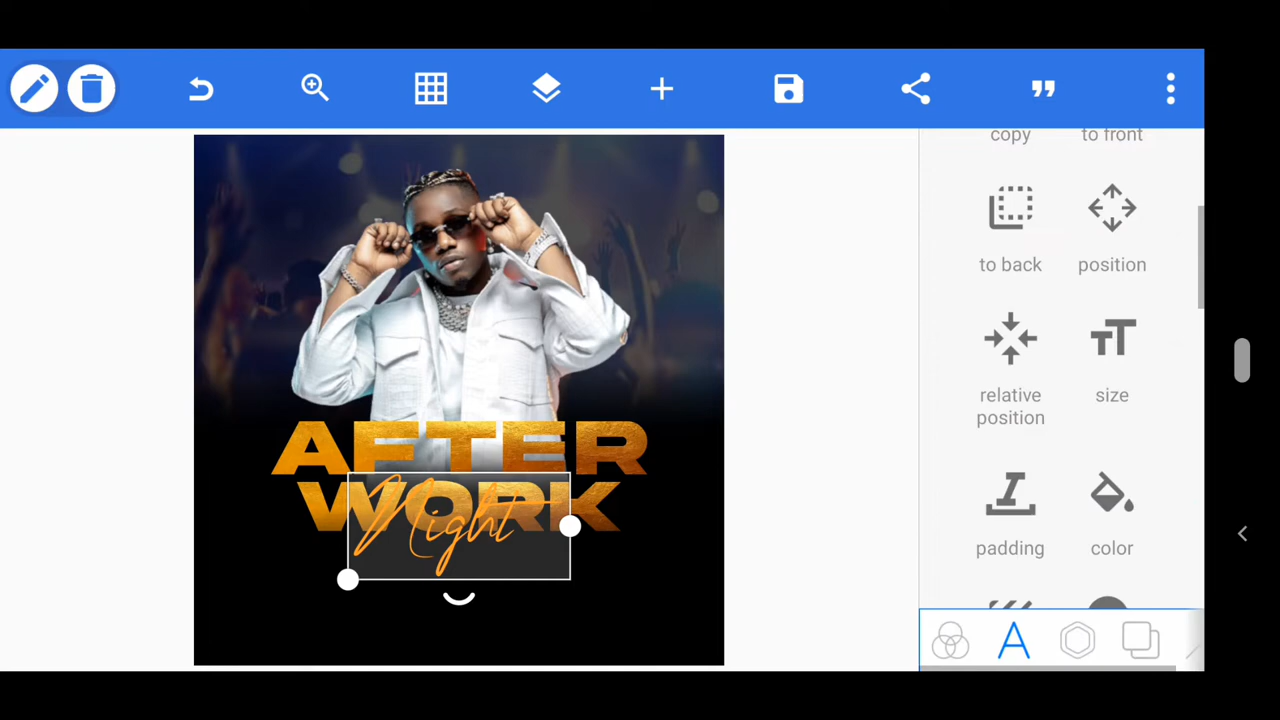 copy to front
to back position
relative position size
padding color
AFTER
WORK
Night